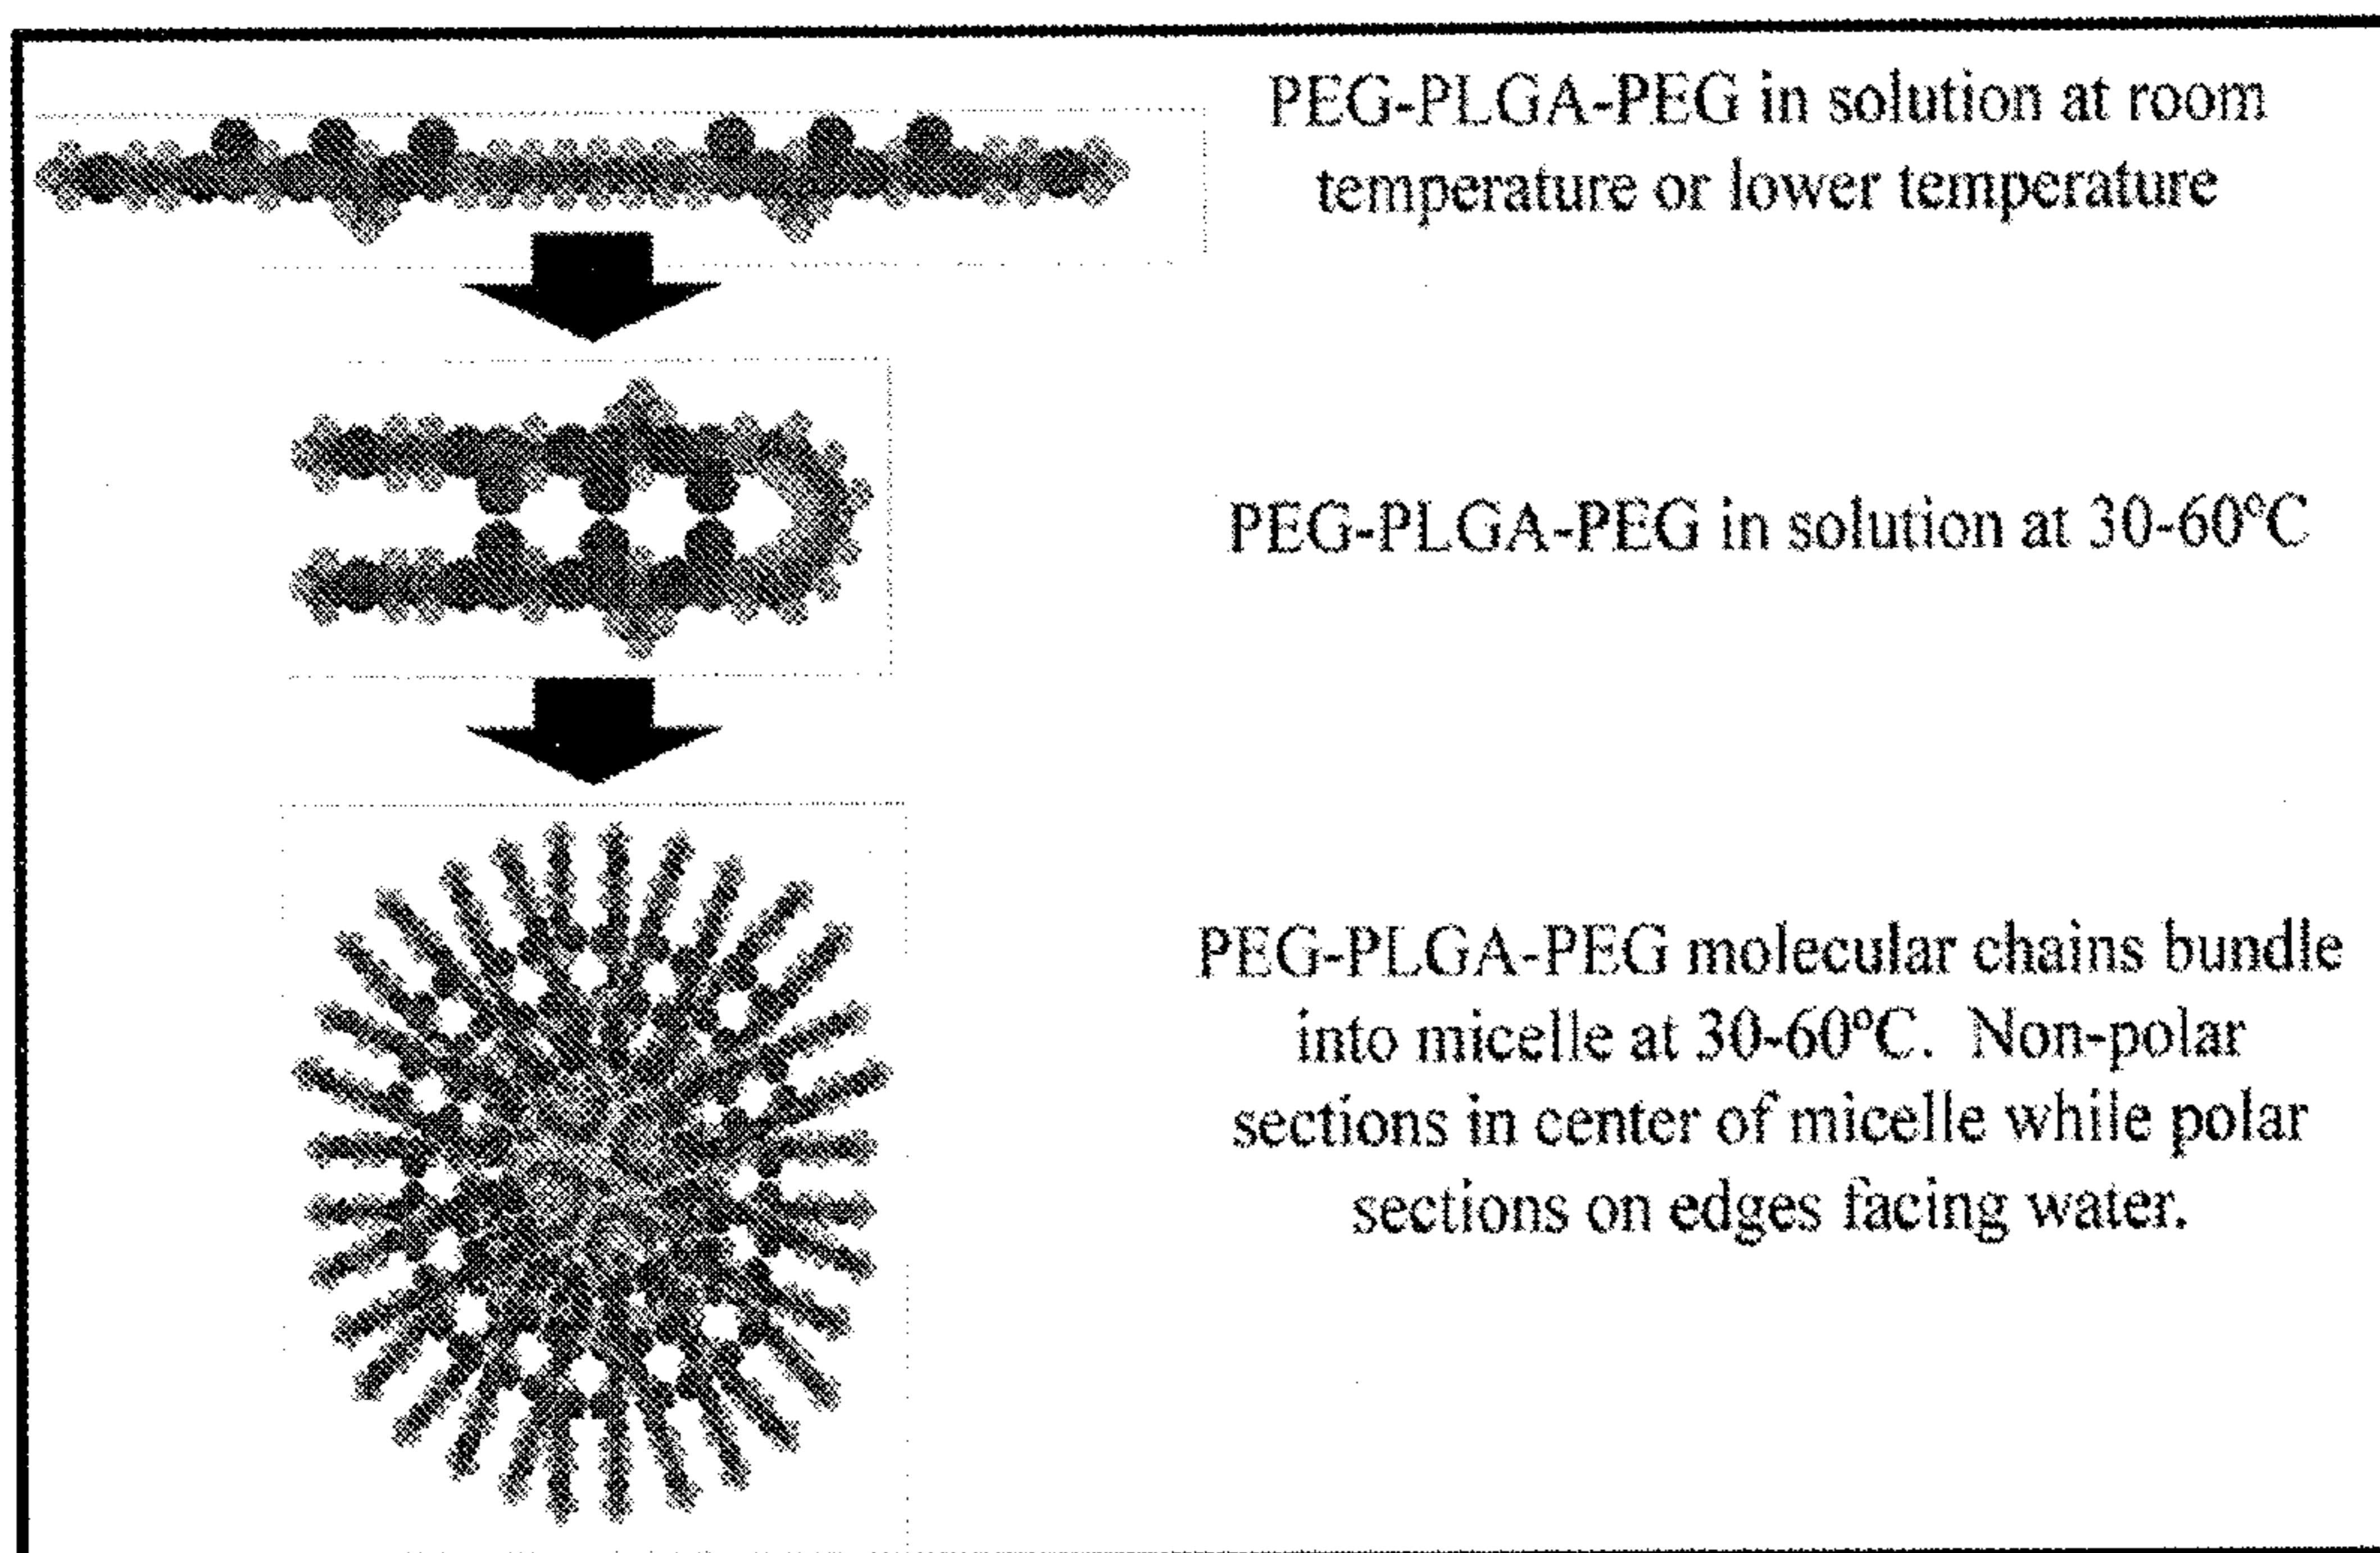 PEG-PLGA-PEG in solution at room
temperature or lower temperature
PEG-PLGA-PEG in solution at 30-60ºC
PEG-PLGA-PEG molecular chains bundle
into micelle at 30-60ºC. Non-polar
sections in center of micelle while polar
sections on edges facing water.